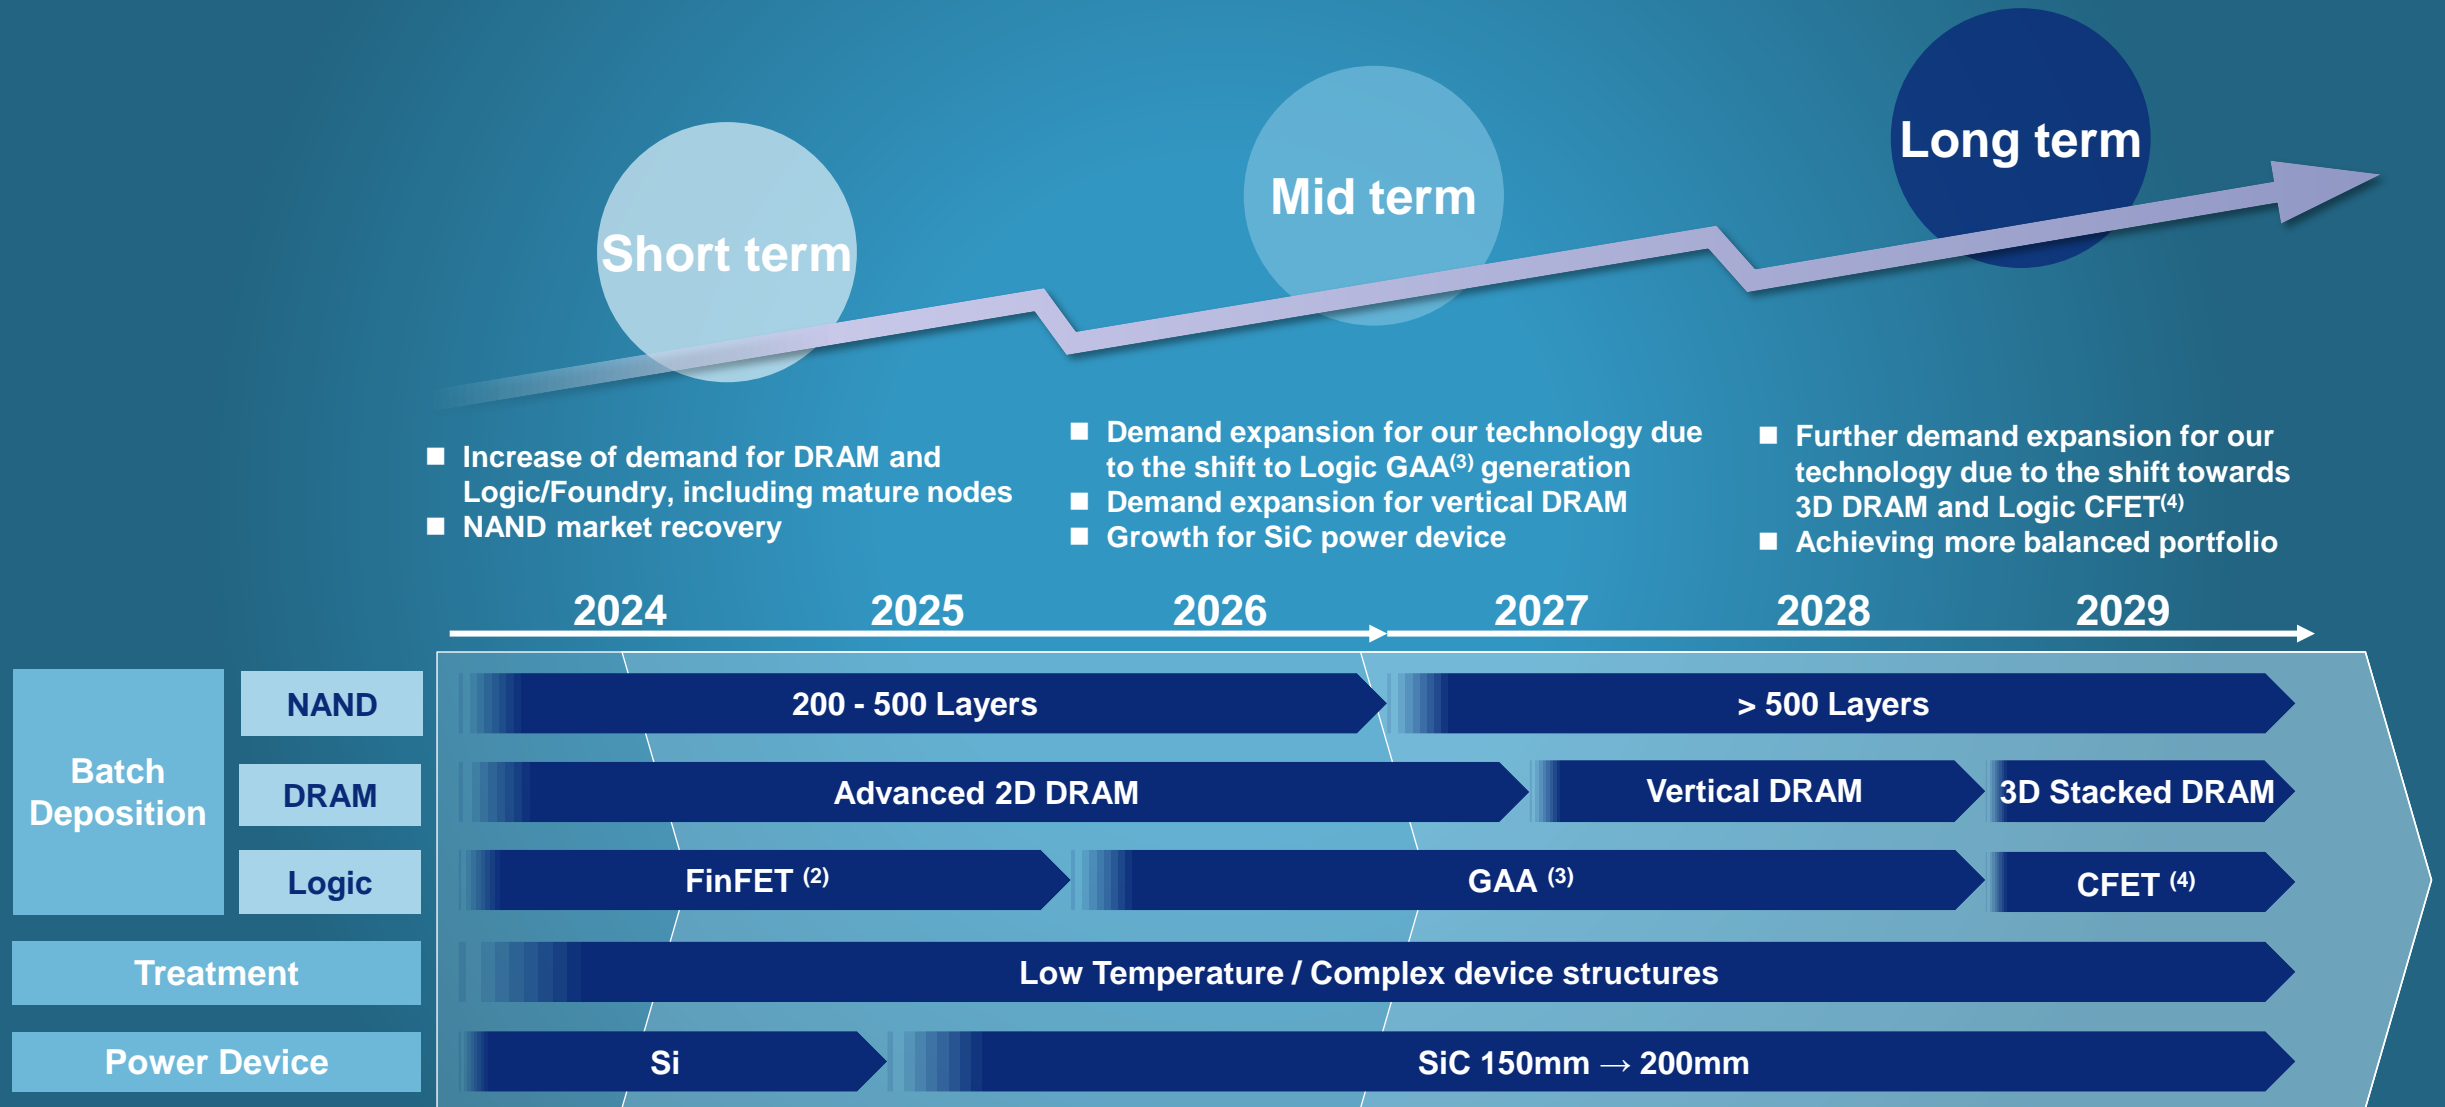 Short term
Mid term
Long term
■ Increase of demand for DRAM and
Logic/Foundry, including mature nodes
■ NAND market recovery
■ Demand expansion for our technology due
to the shift to Logic GAA(3) generation
■ Demand expansion for vertical DRAM
■ Growth for SiC power device
■ Further demand expansion for our
technology due to the shift towards
3D DRAM and Logic CFET(4)
■ Achieving more balanced portfolio
2024 2025 2026 2027 2028 2029
Batch
Deposition
NAND
200 - 500 Layers
> 500 Layers
DRAM
Advanced 2D DRAM
Vertical DRAM
3D Stacked DRAM
Logic
FinFET (2)
GAA (3)
CFET (4)
Treatment
Low Temperature / Complex device structures
Power Device
Si
SiC 150mm → 200mm